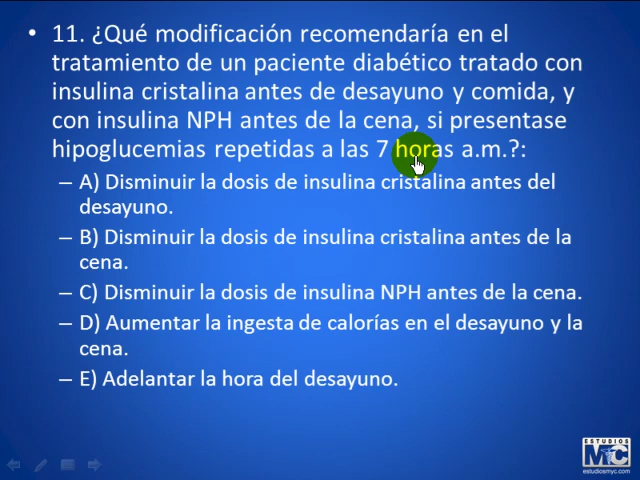 • 11. ¿Qué modificación recomendaría en el
tratamiento de un paciente diabético tratado con
insulina cristalina antes de desayuno y comida, y
con insulina NPH antes de la cena, si presentase
hipoglucemias repetidas a las 7 horas a.m.?:
– A) Disminuir la dosis de insulina cristalina antes del
desayuno.
– B) Disminuir la dosis de insulina cristalina antes de la
cena.
– C) Disminuir la dosis de insulina NPH antes de la cena.
– D) Aumentar la ingesta de calorías en el desayuno y la
cena.
– E) Adelantar la hora del desayuno.
ESTUDIOS
MYC
estudiosmyc.com